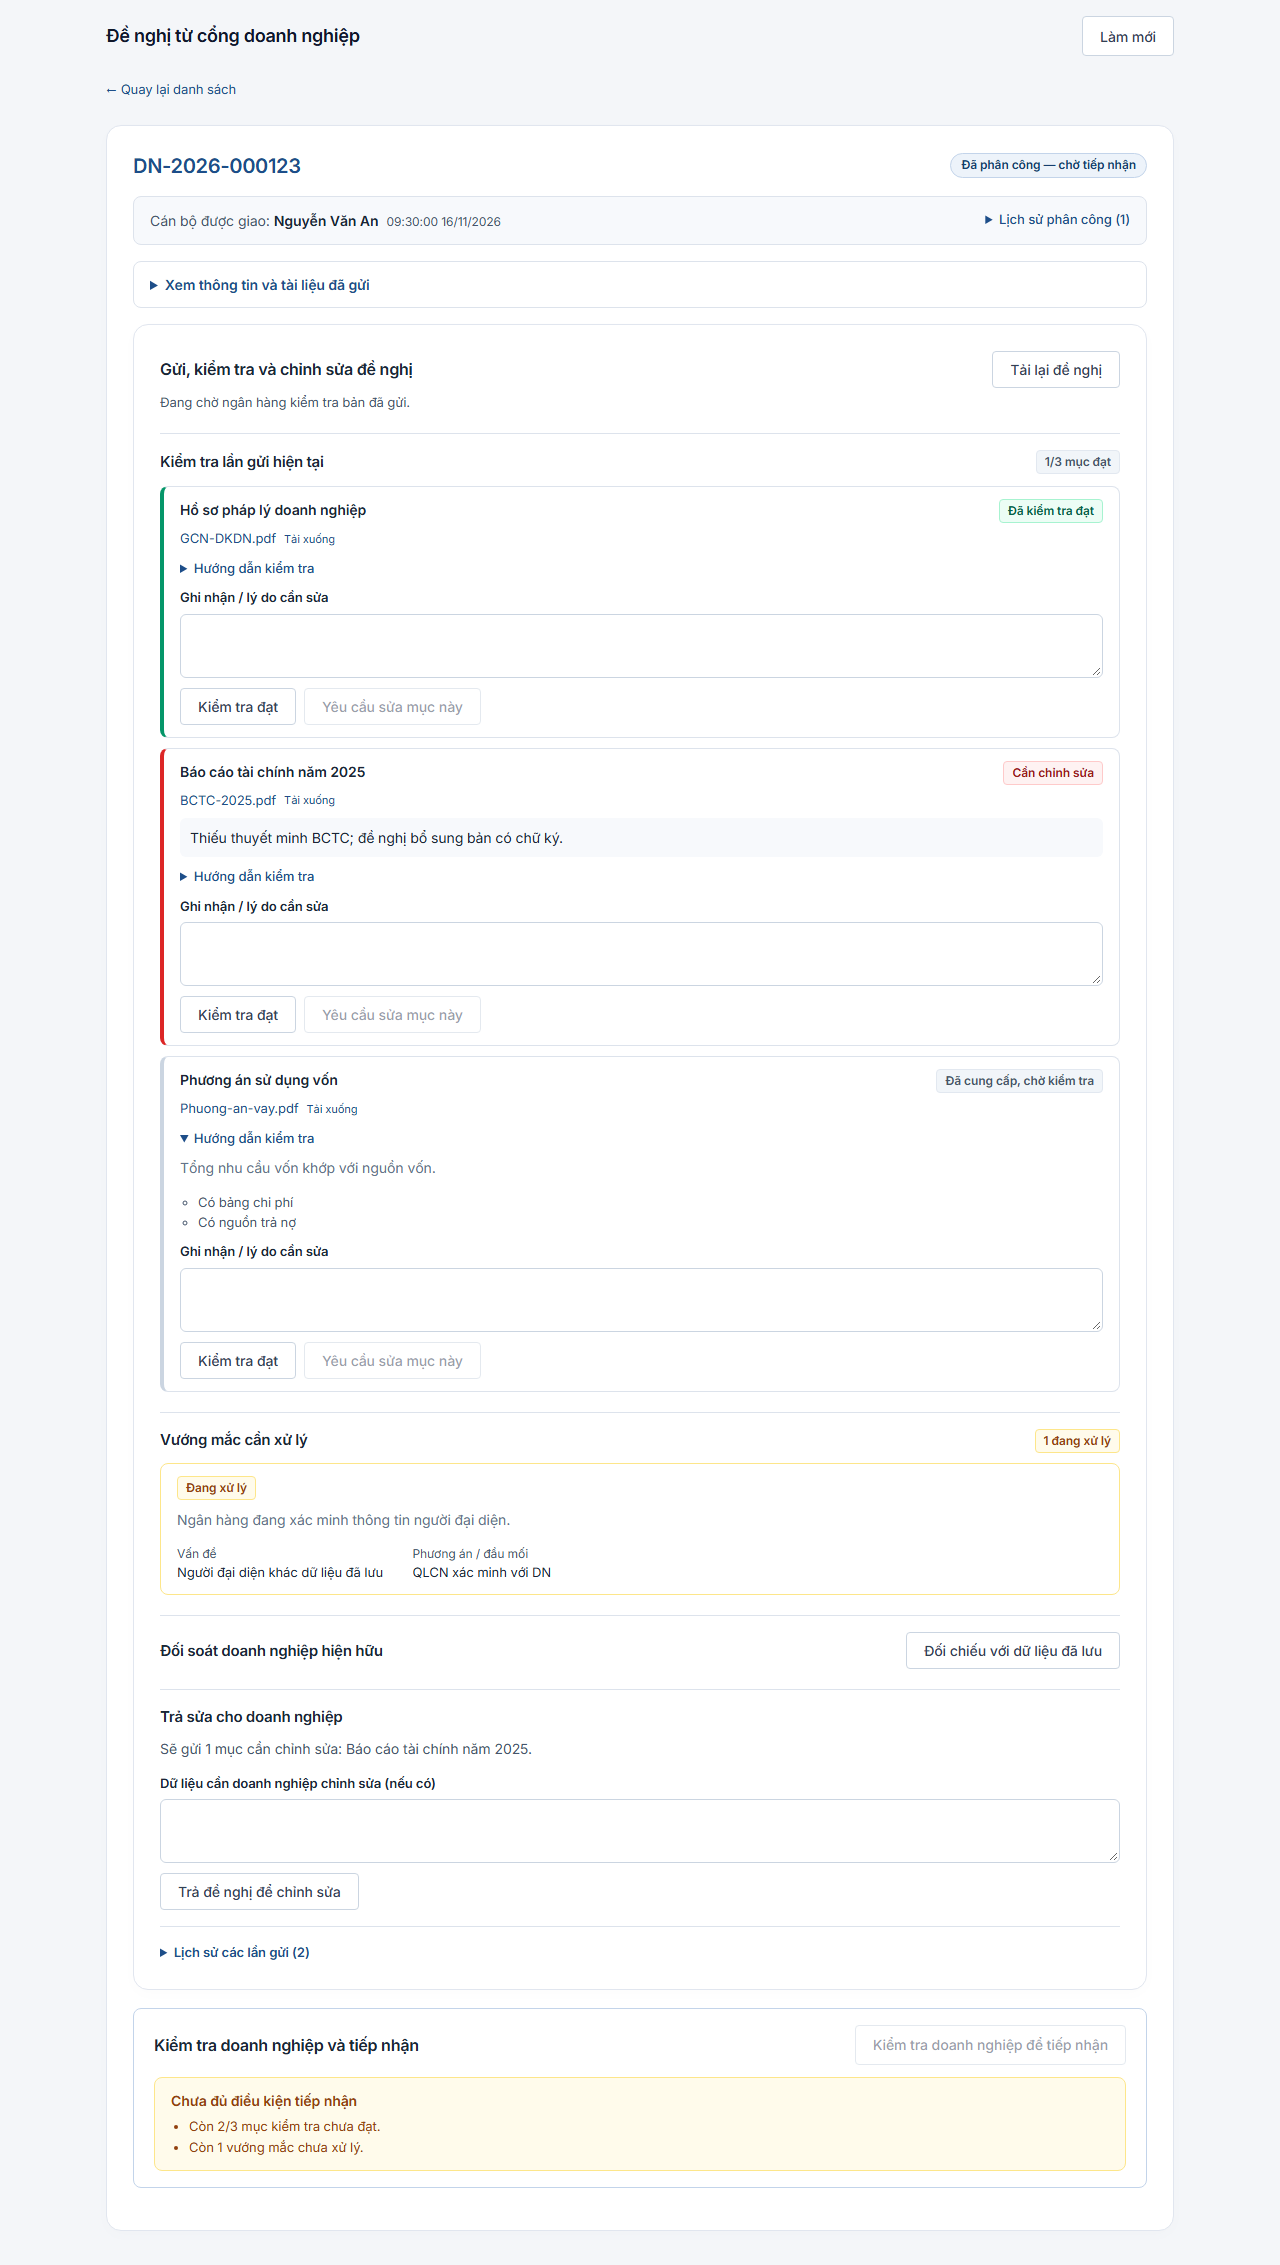 Đề nghị từ cổng doanh nghiệp
Làm mới
← Quay lại danh sách
DN-2026-000123
Đã phân công — chờ tiếp nhận
Cán bộ được giao: Nguyễn Văn An 09:30:00 16/11/2026
Lịch sử phân công (1)
Xem thông tin và tài liệu đã gửi
Gửi, kiểm tra và chỉnh sửa đề nghị
Tải lại đề nghị
Đang chờ ngân hàng kiểm tra bản đã gửi.
Kiểm tra lần gửi hiện tại
1/3 mục đạt
Hồ sơ pháp lý doanh nghiệp
Đã kiểm tra đạt
GCN-DKDN.pdf Tải xuống
Hướng dẫn kiểm tra
Ghi nhận / lý do cần sửa
Kiểm tra đạt
Yêu cầu sửa mục này
Báo cáo tài chính năm 2025
Cần chỉnh sửa
BCTC-2025.pdf Tải xuống
Thiếu thuyết minh BCTC; đề nghị bổ sung bản có chữ ký.
Hướng dẫn kiểm tra
Ghi nhận / lý do cần sửa
Kiểm tra đạt
Yêu cầu sửa mục này
Phương án sử dụng vốn
Đã cung cấp, chờ kiểm tra
Phuong-an-vay.pdf Tải xuống
Hướng dẫn kiểm tra
Tổng nhu cầu vốn khớp với nguồn vốn.
Có bảng chi phí
Có nguồn trả nợ
Ghi nhận / lý do cần sửa
Kiểm tra đạt
Yêu cầu sửa mục này
Vướng mắc cần xử lý
1 đang xử lý
Đang xử lý
Ngân hàng đang xác minh thông tin người đại diện.
Vấn đề
Phương án / đầu mối
Người đại diện khác dữ liệu đã lưu
QLCN xác minh với DN
Đối soát doanh nghiệp hiện hữu
Đối chiếu với dữ liệu đã lưu
Trả sửa cho doanh nghiệp
Sẽ gửi 1 mục cần chỉnh sửa: Báo cáo tài chính năm 2025.
Dữ liệu cần doanh nghiệp chỉnh sửa (nếu có)
Trả đề nghị để chỉnh sửa
Lịch sử các lần gửi (2)
Kiểm tra doanh nghiệp và tiếp nhận
Kiểm tra doanh nghiệp để tiếp nhận
Chưa đủ điều kiện tiếp nhận
Còn 2/3 mục kiểm tra chưa đạt.
Còn 1 vướng mắc chưa xử lý.